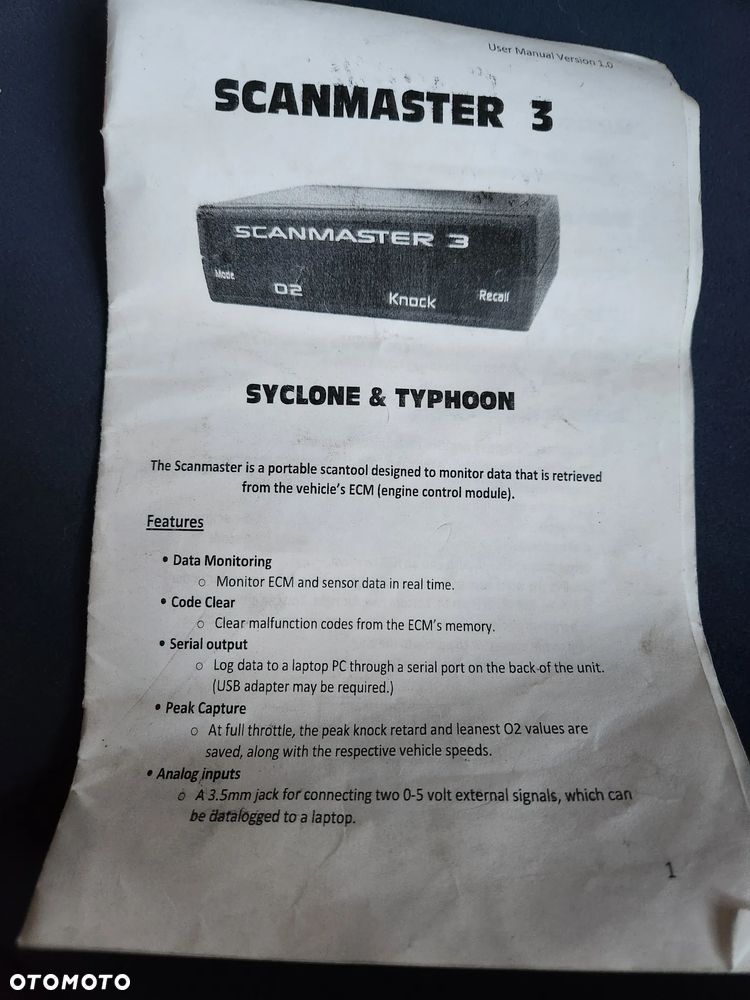 User Manual Version 1.0
SCANMASTER 3
SCANMASTER 3
Mode
O2
Knock
Recall
SYCLONE & TYPHOON
The Scanmaster is a portable scantool designed to monitor data that is retrieved
from the vehicle's ECM (engine control module).
Features
• Data Monitoring
○ Monitor ECM and sensor data in real time.
• Code Clear
○ Clear malfunction codes from the ECM's memory.
• Serial output
○ Log data to a laptop PC through a serial port on the back of the unit.
(USB adapter may be required.)
• Peak Capture
○ At full throttle, the peak knock retard and leanest O2 values are
saved, along with the respective vehicle speeds.
• Analog inputs
○ A 3.5mm jack for connecting two 0-5 volt external signals, which can
be datalogged to a laptop.
1
OTOMOTO